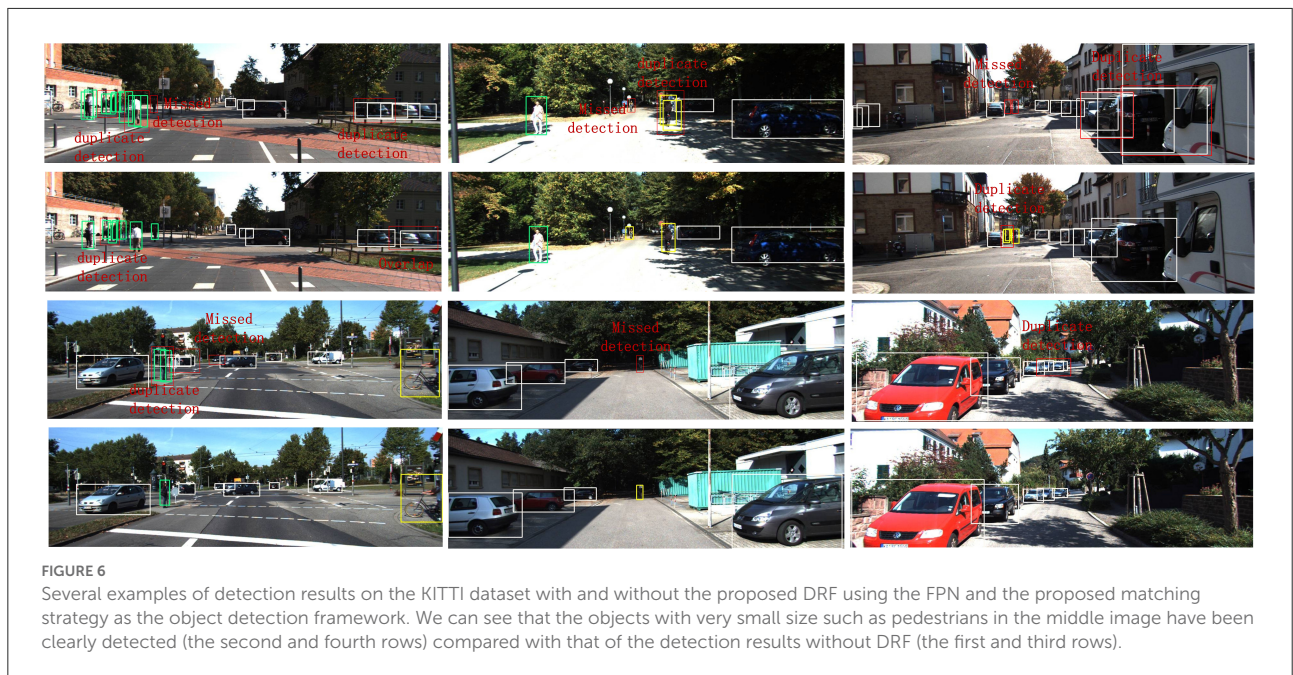 Missed
detection
duplicate
detection
duplicate
detection
duplicate
detection
Missed
detection
Missed
detection
Duplicate
detection
duplicate
detection
Overlap
Duplicate
detection
Missed
detection
duplicate
detection
Missed
detection
Duplicate
detection
FIGURE 6
Several examples of detection results on the KITTI dataset with and without the proposed DRF using the FPN and the proposed matching
strategy as the object detection framework. We can see that the objects with very small size such as pedestrians in the middle image have been
clearly detected (the second and fourth rows) compared with that of the detection results without DRF (the first and third rows).